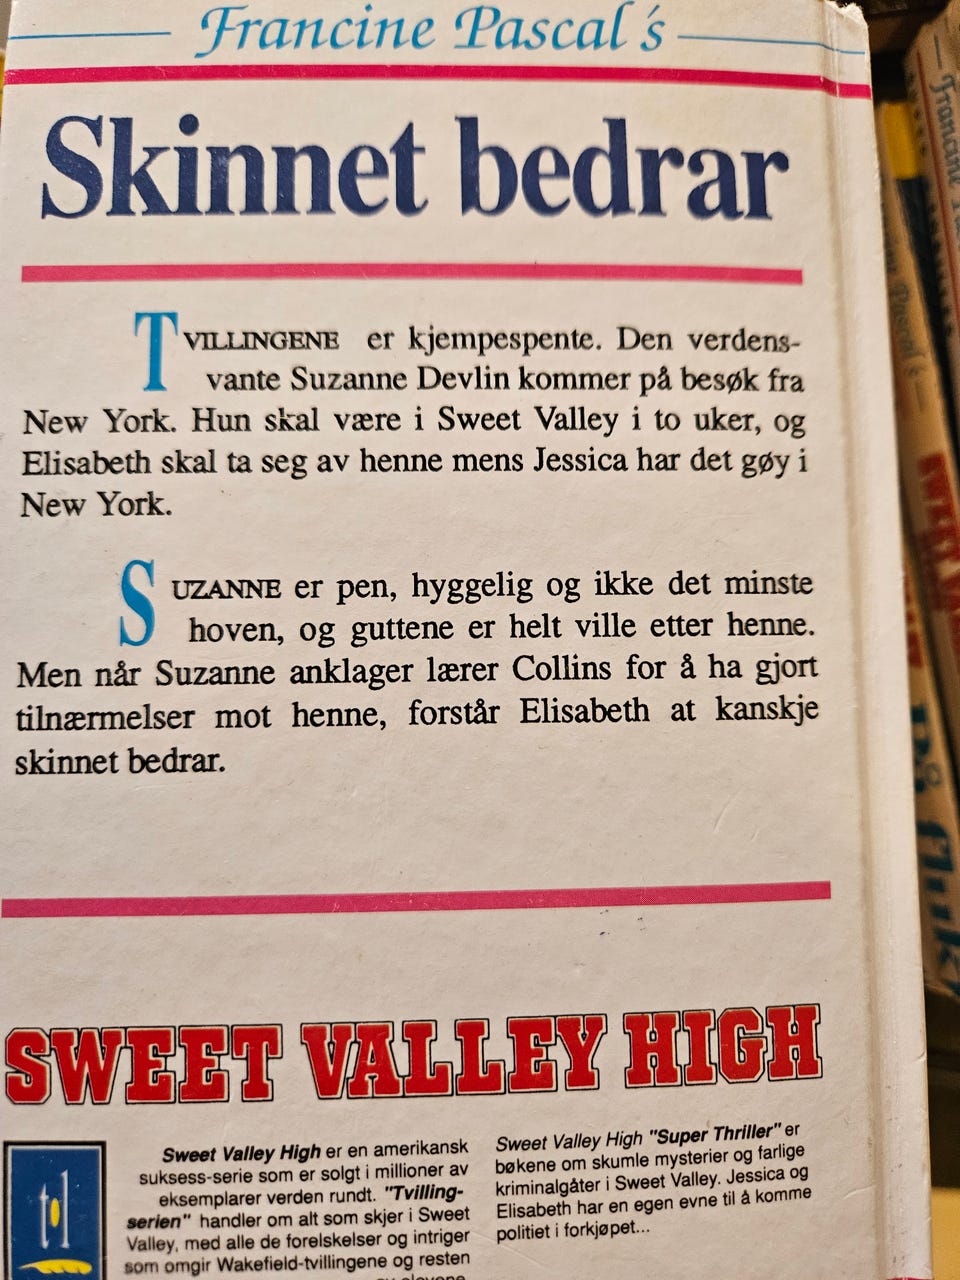 Francine Pascal's
Skinnet bedrar
TVILLINGENE er kjempespente. Den verdens-
vante Suzanne Devlin kommer på besøk fra
New York. Hun skal være i Sweet Valley i to uker, og
Elisabeth skal ta seg av henne mens Jessica har det gøy i
New York.
SUZANNE er pen, hyggelig og ikke det minste
hoven, og guttene er helt ville etter henne.
Men når Suzanne anklager lærer Collins for å ha gjort
tilnærmelser mot henne, forstår Elisabeth at kanskje
skinnet bedrar.
SWEET VALLEY HIGH
Sweet Valley High er en amerikansk
suksess-serie som er solgt i millioner av
eksemplarer verden rundt. "Tvilling-
serien" handler om alt som skjer i Sweet
Valley, med alle de forelskelser og intriger
som omgir Wakefield-tvillingene og resten
Sweet Valley High "Super Thriller" er
bøkene om skumle mysterier og farlige
kriminalgåter i Sweet Valley. Jessica og
Elisabeth har en egen evne til å komme
politiet i forkjøpet...
Francine
Pascal's